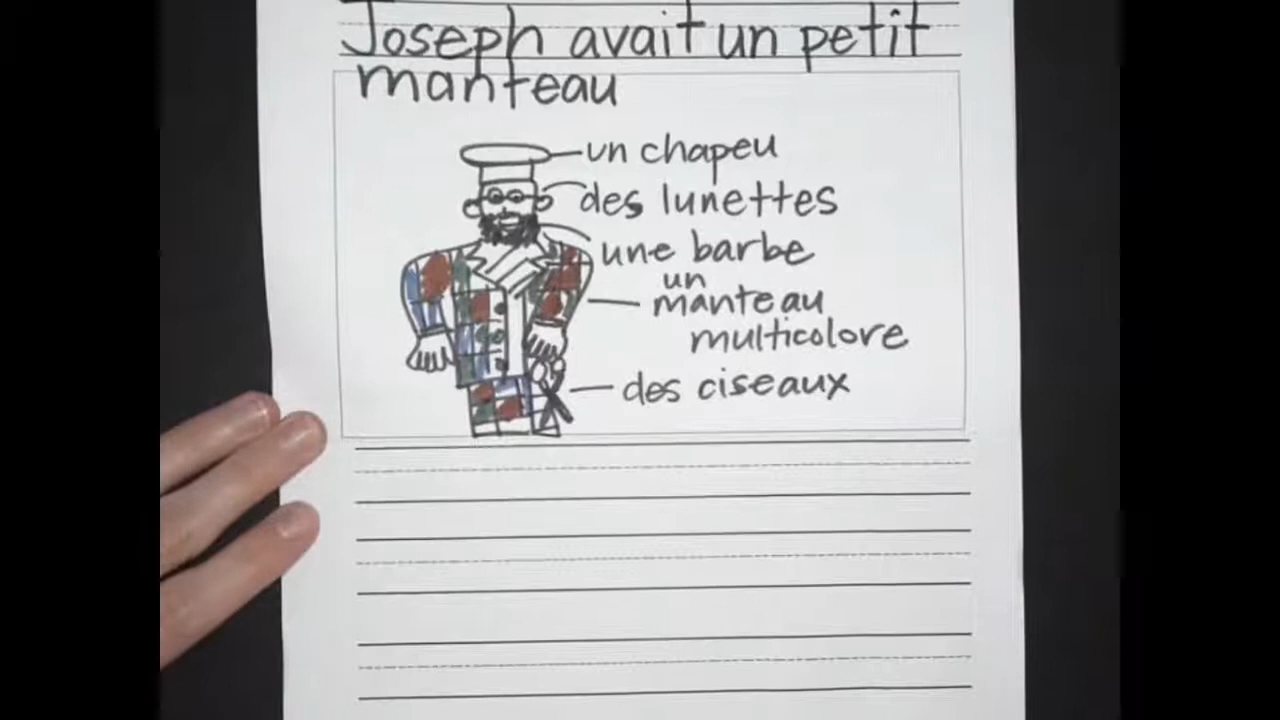 Joseph avait un petit
manteau
un chapeu
des lunettes
une barbe
un
manteau
multicolore
des ciseaux